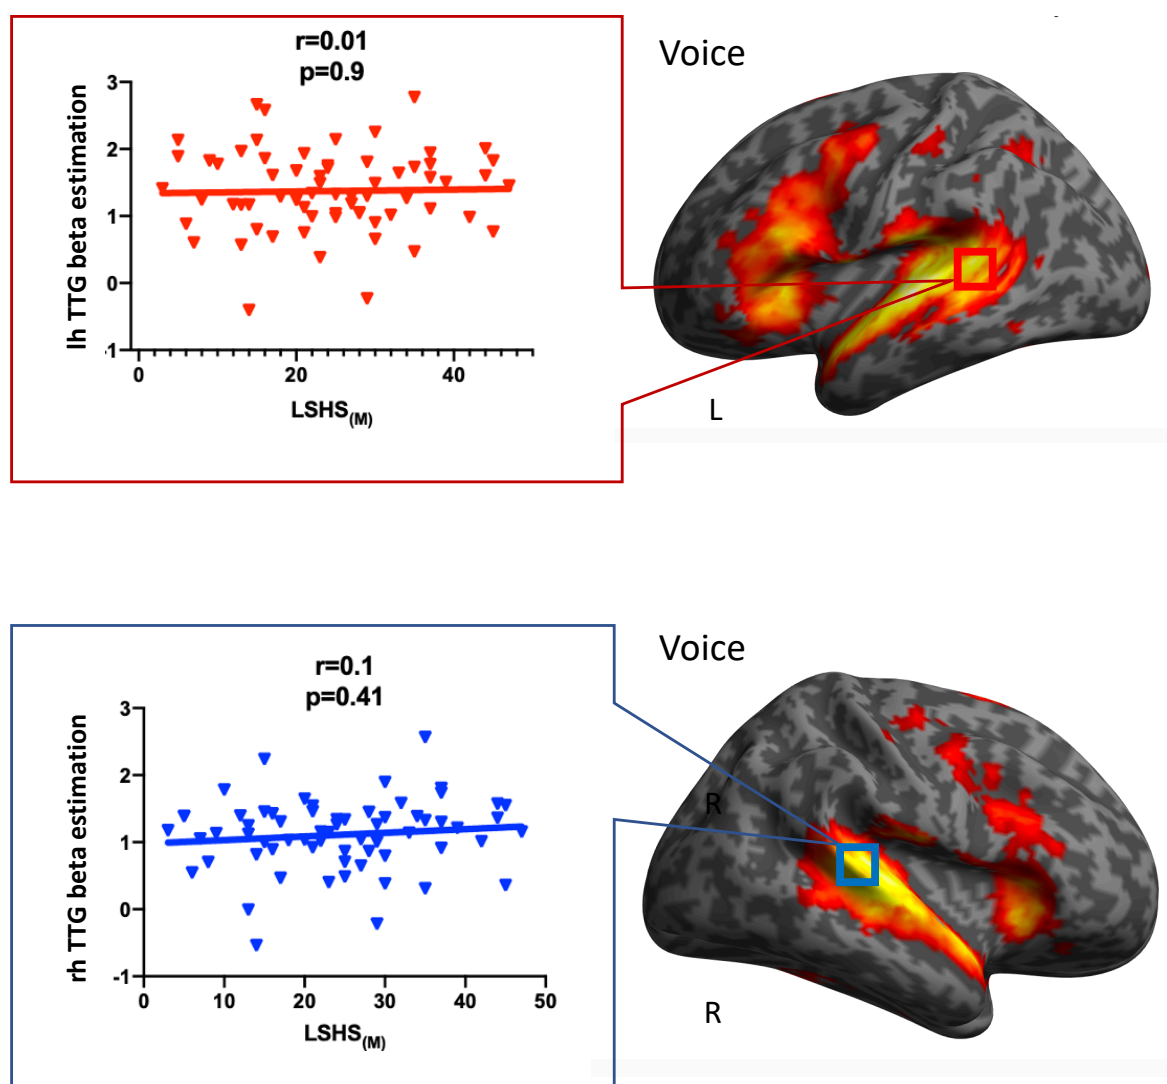 r=0.01
p=0.9
Voice
lh TTG beta estimation
3
2
1
0
-1
0 20 40
LSHS(M)
L
r=0.1
p=0.41
Voice
rh TTG beta estimation
3
2
1
0
-1
0 10 20 30 40 50
LSHS(M)
R
R